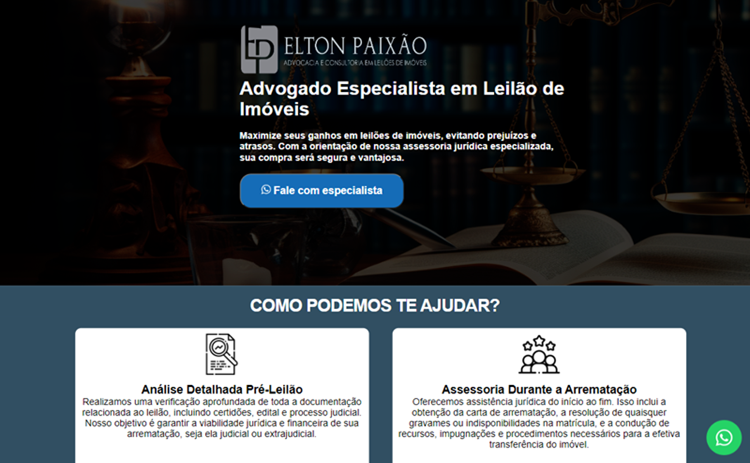 EP ELTON PAIXÃO
ADVOCACIA E CONSULTORIA EM LEILÕES DE IMÓVEIS
Advogado Especialista em Leilão de
Imóveis
Maximize seus ganhos em leilões de imóveis, evitando prejuízos e
atrasos. Com a orientação de nossa assessoria jurídica especializada,
sua compra será segura e vantajosa.
Fale com especialista
COMO PODEMOS TE AJUDAR?
Análise Detalhada Pré-Leilão
Realizamos uma verificação aprofundada de toda a documentação
relacionada ao leilão, incluindo certidões, edital e processo judicial.
Nosso objetivo é garantir a viabilidade jurídica e financeira de sua
arrematação, seja ela judicial ou extrajudicial.
Assessoria Durante a Arrematação
Oferecemos assistência jurídica do início ao fim. Isso inclui a
obtenção da carta de arrematação, a resolução de quaisquer
gravames ou indisponibilidades na matrícula, e a condução de
recursos, impugnações e procedimentos necessários para a efetiva
transferência do imóvel.